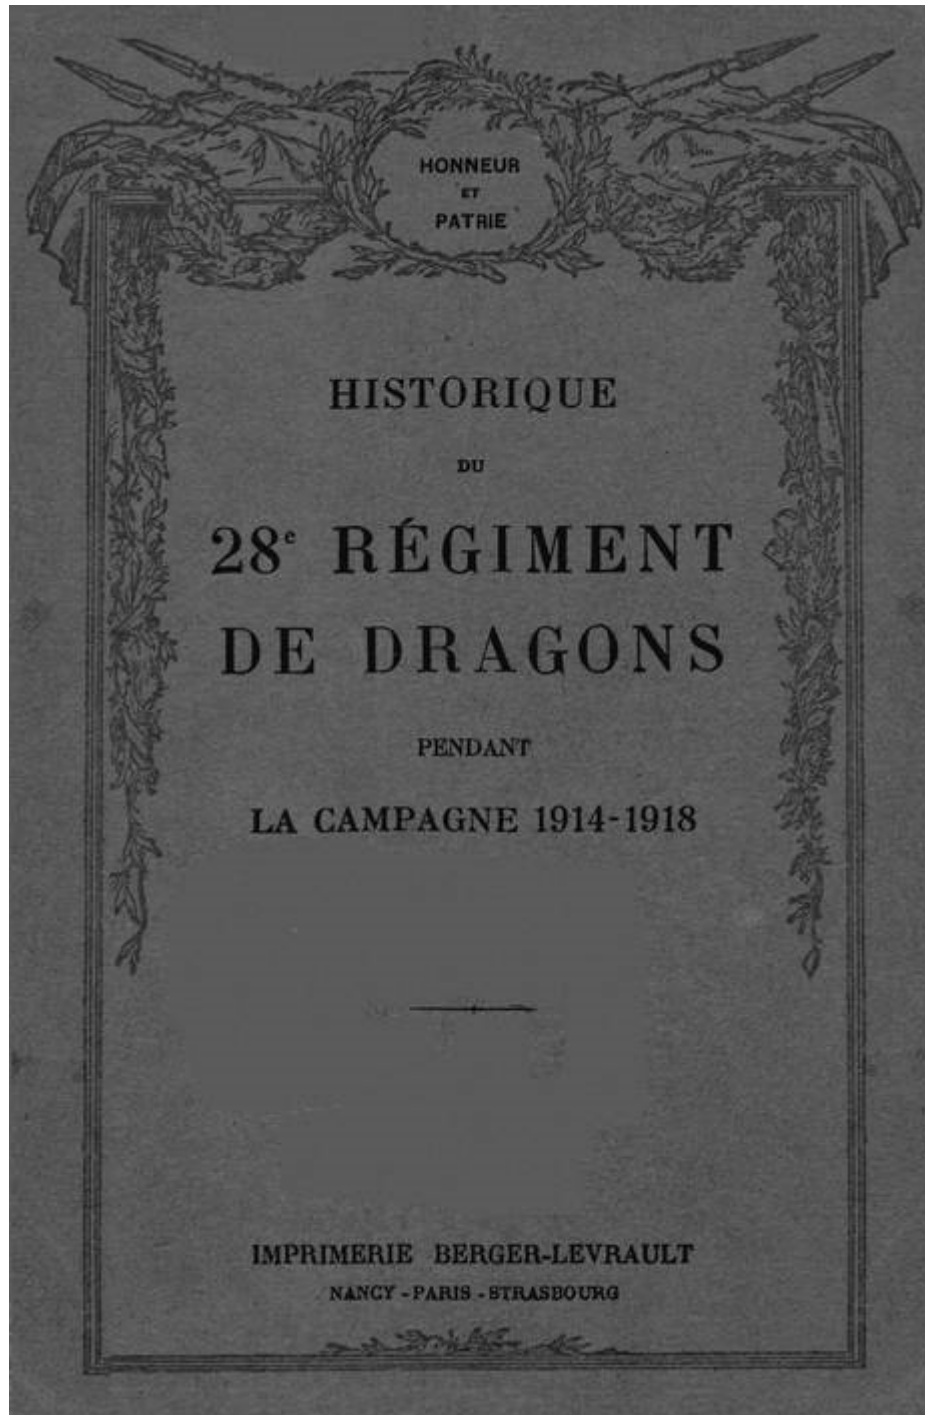 HONNEUR
ET
PATRIE
HISTORIQUE
DU
28e RÉGIMENT
DE DRAGONS
PENDANT
LA CAMPAGNE 1914-1918
IMPRIMERIE BERGER-LEVRAULT
NANCY - PARIS - STRASBOURG